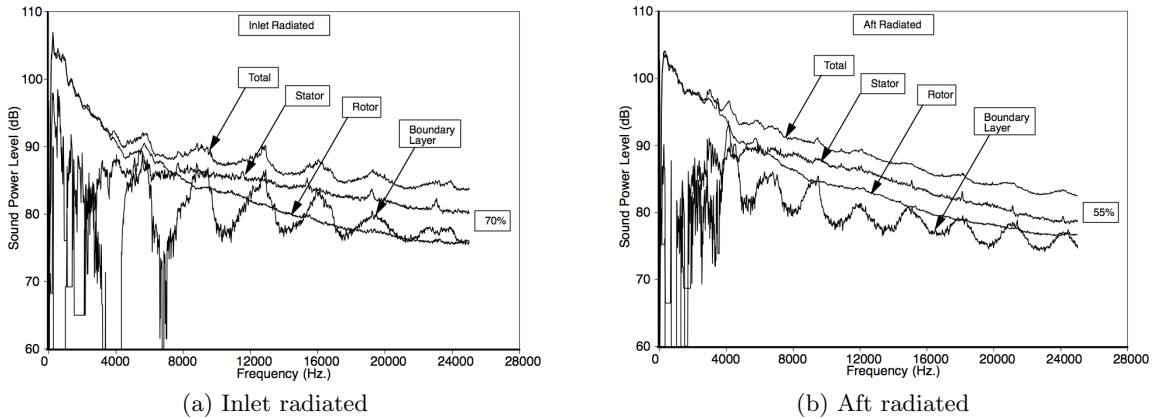 110
100
90
80
70
60
Sound Power Level (dB)
Inlet Radiated
Total
Stator
Rotor
Boundary
Layer
70%
0
4000
8000
12000
16000
20000
24000
28000
Frequency (Hz.)
(a) Inlet radiated
110
100
90
80
70
60
Sound Power Level (dB)
Aft Radiated
Total
Stator
Rotor
Boundary
Layer
55%
0
4000
8000
12000
16000
20000
24000
28000
Frequency (Hz.)
(b) Aft radiated